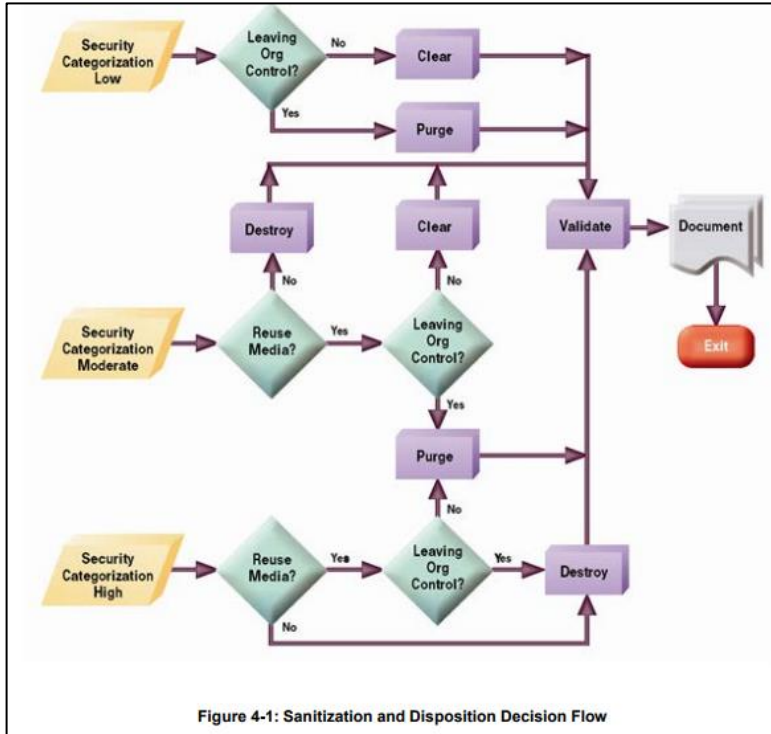 Security
Categorization
Low
Leaving
Org
Control?
No
Clear
Yes
Purge
Destroy
Clear
Validate
Document
No
No
Security
Categorization
Moderate
Reuse
Media?
Yes
Leaving
Org
Control?
Exit
Yes
Purge
No
Security
Categorization
High
Reuse
Media?
Yes
Leaving
Org
Control?
Yes
Destroy
No
Figure 4-1: Sanitization and Disposition Decision Flow